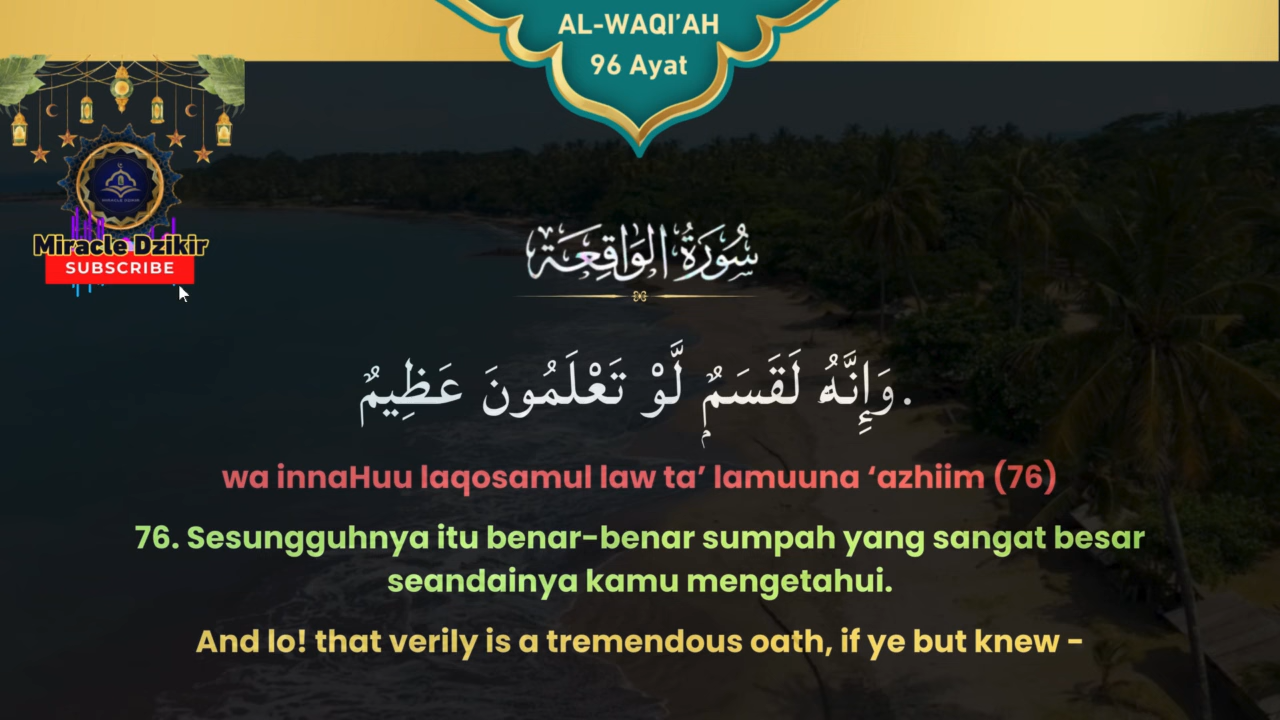 AL-WAQI’AH
96 Ayat
Miracle Dzikir
SUBSCRIBE
سُورَةُ الوَاقِعَة
وَإِنَّهُۥ لَقَسَمٌۭ لَّوْ تَعْلَمُونَ عَظِيمٌ.
wa innaHuu laqosamul law ta’ lamuuna ‘azhiim (76)
76. Sesungguhnya itu benar-benar sumpah yang sangat besar
seandainya kamu mengetahui.
And lo! that verily is a tremendous oath, if ye but knew -